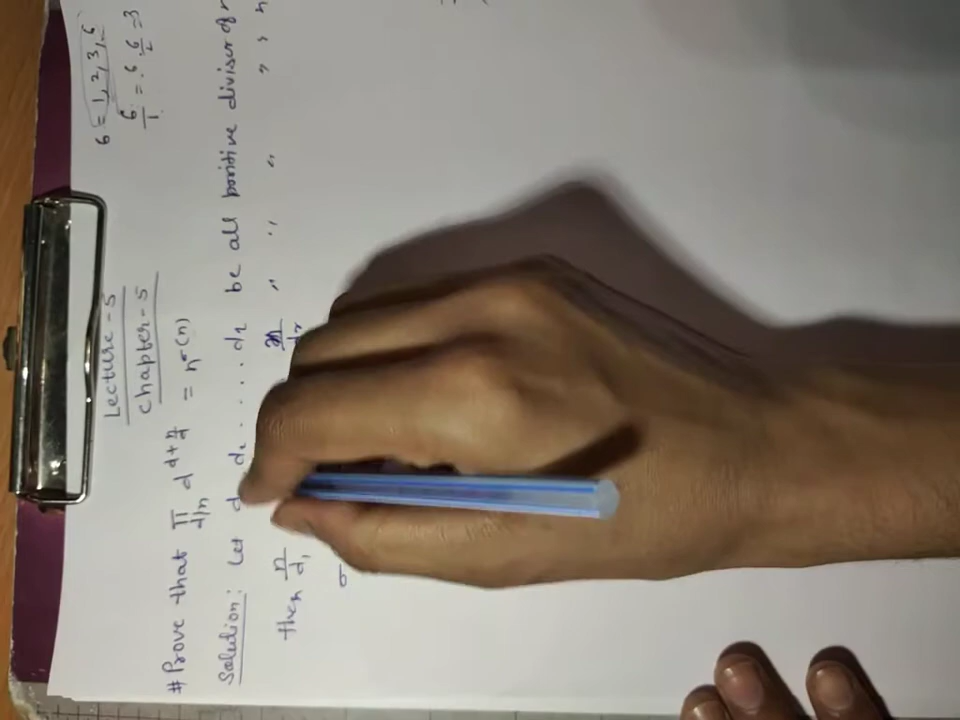 6 = 1, 2, 3, 6
6/1 = 6 6/2 = 3
Lecture - 5
Chapter - 5
# Prove that π d/n d^(d + n/d) = n^σ(n)
Solution: Let d d2 .... dr be all positive divisor of n
then n/d1 n/dr " " " " , n
σ